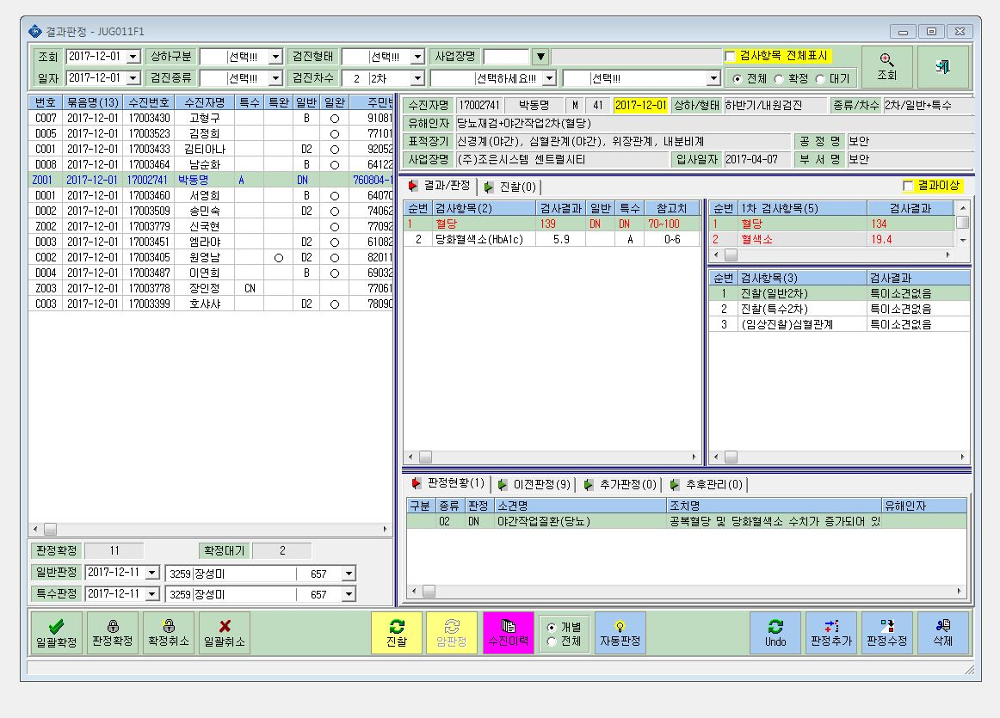 결과판정 - JUG011F1
조회 2017-12-01 상하구분 선택!!! 검진형태 선택!!! 사업장명 검사항목 전체표시
일자 2017-12-01 검진종류 선택!!! 검진차수 2 2차 선택하세요!!! 선택!!! 전체 확정 대기 조회
번호 묶음명(13) 수진번호 수진자명 특수 특완 일반 일완 주민번
C007 2017-12-01 17003430 고형구 B ○ 91081
D005 2017-12-01 17003523 김정희 ○ 77101
C001 2017-12-01 17003433 김티아나 D2 ○ 92052
D008 2017-12-01 17003464 남순화 B ○ 64122
Z001 2017-12-01 17002741 박동명 A DN 760804-1
D001 2017-12-01 17003460 서영희 B ○ 64070
D002 2017-12-01 17003509 송민숙 D2 ○ 74062
Z002 2017-12-01 17003779 신국현 ○ 77092
D003 2017-12-01 17003451 엠라야 D2 ○ 61082
C002 2017-12-01 17003405 원영남 ○ D2 ○ 82011
D004 2017-12-01 17003487 이연희 B ○ 69032
Z003 2017-12-01 17003778 장인정 CN 77061
C003 2017-12-01 17003399 호샤샤 D2 ○ 78090
판정확정 11 확정대기 2
일반판정 2017-12-11 3259 장성미 657
특수판정 2017-12-11 3259 장성미 657
수진자명 17002741 박동명 M 41 2017-12-01 상하/형태 하반기/내원검진 종류/차수 2차/일반+특수
유해인자 당뇨재검+야간작업2차(혈당)
표적장기 신경계(야간), 심혈관계(야간), 위장관계, 내분비계 공 정 명 보안
사업장명 (주)조은시스템 센트럴시티 입사일자 2017-04-07 부 서 명 보안
결과/판정 진찰(0) 결과이상
순번 검사항목(2) 검사결과 일반 특수 참고치
1 혈당 139 DN DN 70~100
2 당화혈색소(HbA1c) 5.9 A 0~6
순번 1차 검사항목(5) 검사결과
1 혈당 134
2 혈색소 19.4
순번 검사항목(3) 검사결과
1 진찰(일반2차) 특이소견없음
2 진찰(특수2차) 특이소견없음
3 (임상진찰)심혈관계 특이소견없음
판정현황(1) 이전판정(9) 추가판정(0) 추후관리(0)
구분 종류 판정 소견명 조치명 유해인자
02 DN 야간작업질환(당뇨) 공복혈당 및 당화혈색소 수치가 증가되어 있
일괄확정 판정확정 확정취소 일괄취소 진찰 암판정 수진이력 개별 전체 자동판정 Undo 판정추가 판정수정 삭제